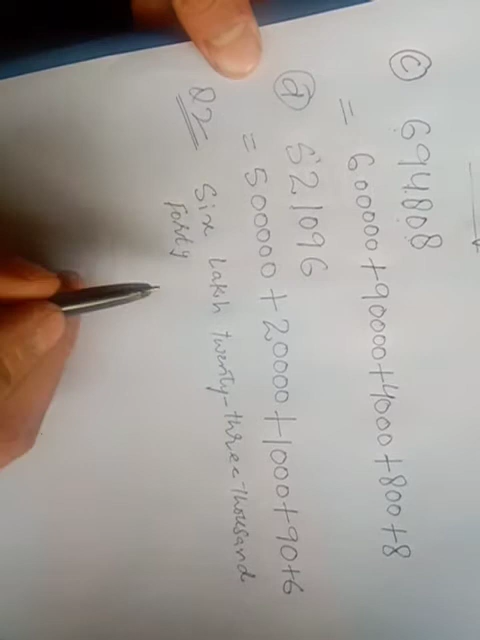 (c) 694808
= 600000+90000+4000+800+8
(d) 521096
= 500000+20000+1000+90+6
Q2 Six Lakh twenty-three-thousand
Forty